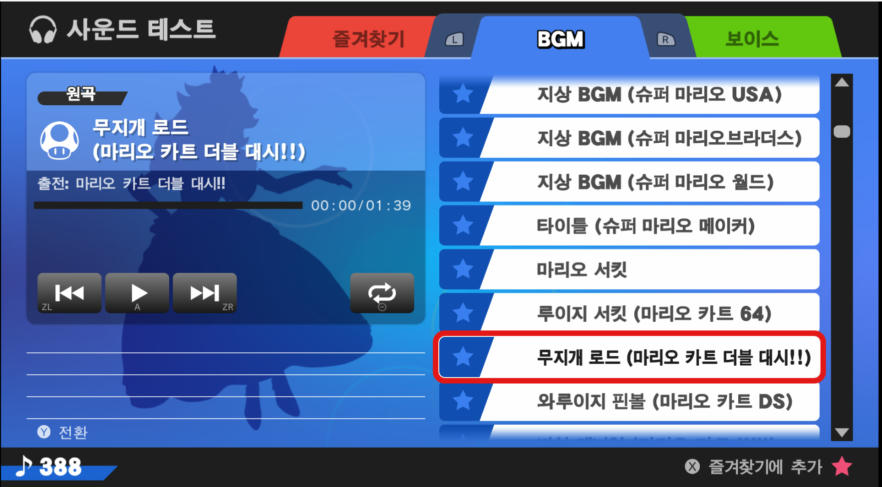 사운드 테스트
즐겨찾기
L
BGM
R
보이스
원곡
무지개 로드
(마리오 카트 더블 대시!!)
출전: 마리오 카트 더블 대시!!
00:00/01:39
ZL
A
ZR
지상 BGM (슈퍼 마리오 USA)
지상 BGM (슈퍼 마리오브라더스)
지상 BGM (슈퍼 마리오 월드)
타이틀 (슈퍼 마리오 메이커)
마리오 서킷
루이지 서킷 (마리오 카트 64)
무지개 로드 (마리오 카트 더블 대시!!)
와루이지 핀볼 (마리오 카트 DS)
Y 전환
388
X 즐겨찾기에 추가